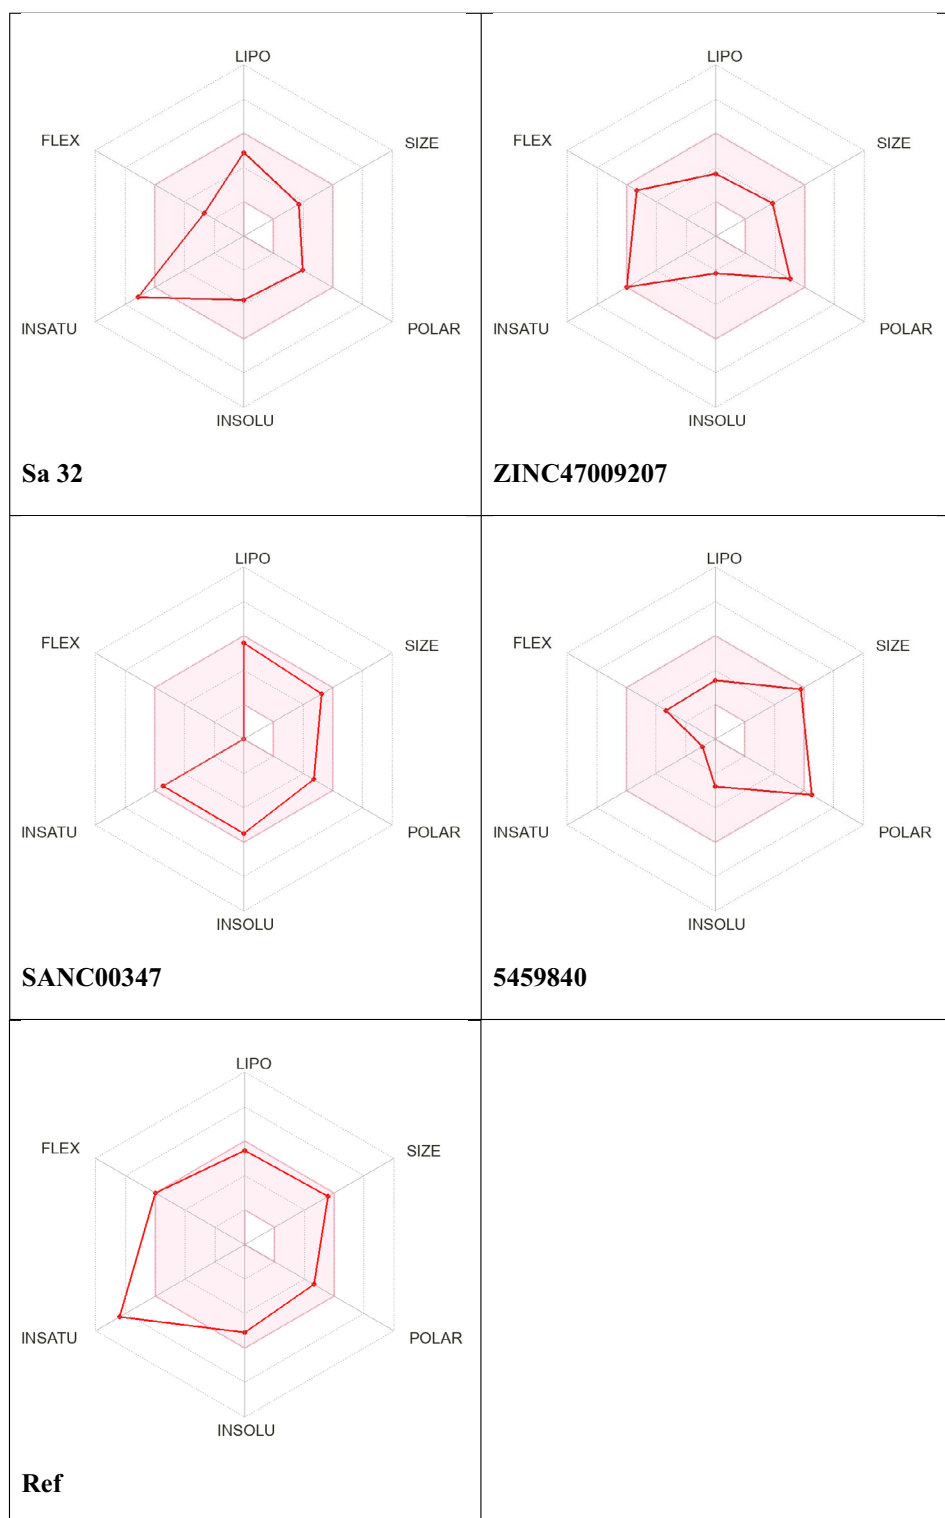 LIPO
FLEX
SIZE
INSATU
POLAR
INSOLU
Sa 32
LIPO
FLEX
SIZE
INSATU
POLAR
INSOLU
ZINC47009207
LIPO
FLEX
SIZE
INSATU
POLAR
INSOLU
SANC00347
LIPO
FLEX
SIZE
INSATU
POLAR
INSOLU
5459840
LIPO
FLEX
SIZE
INSATU
POLAR
INSOLU
Ref